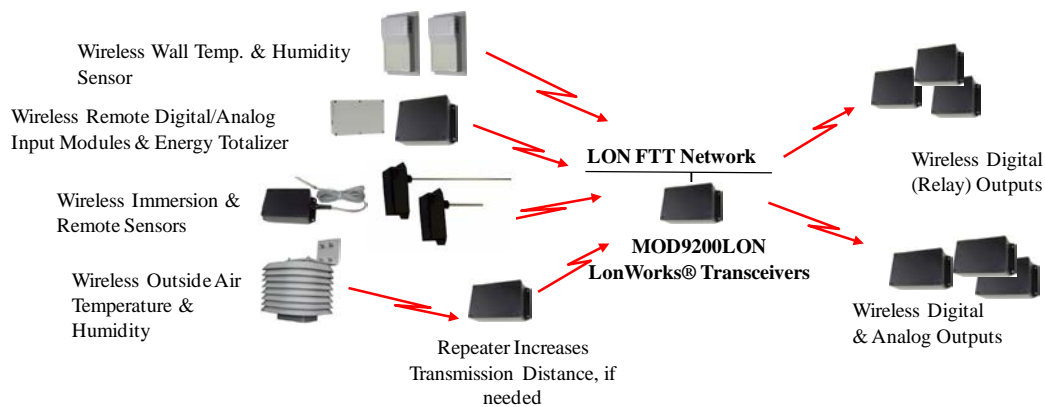 Wireless Wall Temp. & Humidity
Sensor
Wireless Remote Digital/Analog
Input Modules & Energy Totalizer
Wireless Immersion &
Remote Sensors
Wireless Outside Air
Temperature &
Humidity
Repeater Increases
Transmission Distance, if
needed
LON FTT Network
MOD9200LON
LonWorks® Transceivers
Wireless Digital
(Relay) Outputs
Wireless Digital
& Analog Outputs